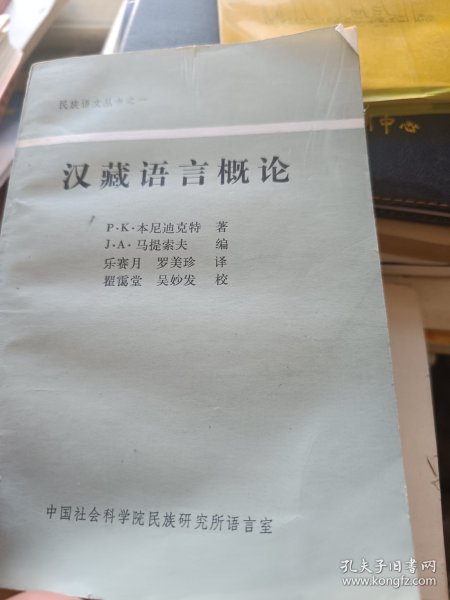 民族语文丛书之一
汉藏语言概论
P·K·本尼迪克特 著
J·A·马提索夫 编
乐赛月 罗美珍 译
瞿霭堂 吴妙发 校
中国社会科学院民族研究所语言室
中心
孔夫子旧书网
www.kongfz.com